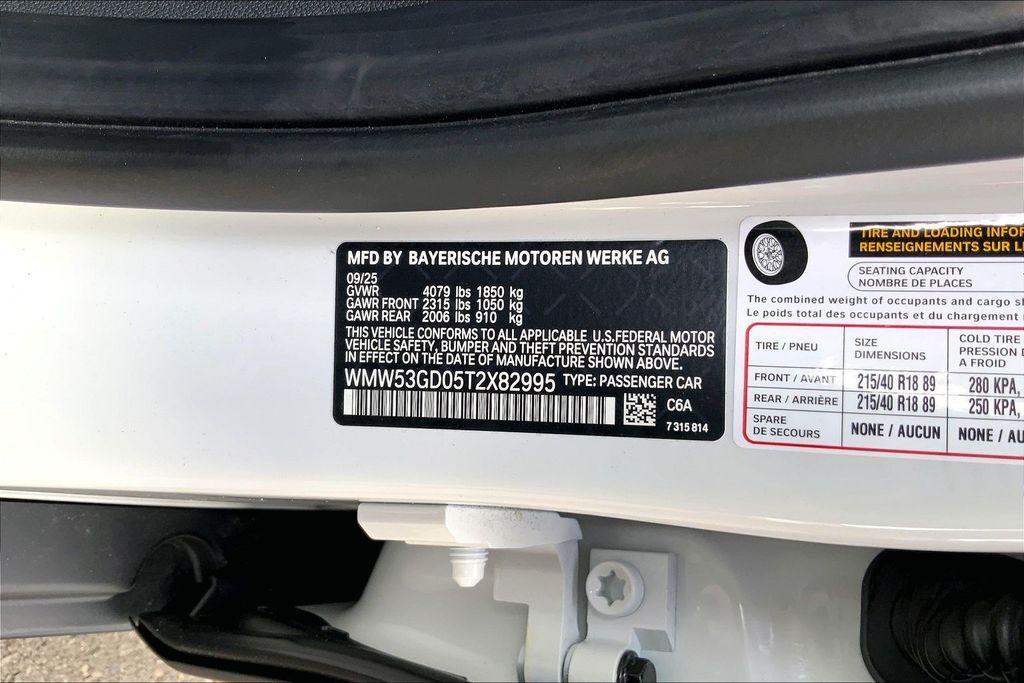 MFD BY BAYERISCHE MOTOREN WERKE AG
09/25
GVWR 4079 lbs 1850 kg
GAWR FRONT 2315 lbs 1050 kg
GAWR REAR 2006 lbs 910 kg
THIS VEHICLE CONFORMS TO ALL APPLICABLE U.S.FEDERAL MOTOR
VEHICLE SAFETY, BUMPER AND THEFT PREVENTION STANDARDS
IN EFFECT ON THE DATE OF MANUFACTURE SHOWN ABOVE.
WMW53GD05T2X82995 TYPE: PASSENGER CAR
C6A
7 315 814
TIRE AND LOADING INFOR
RENSEIGNEMENTS SUR L
SEATING CAPACITY
NOMBRE DE PLACES
The combined weight of occupants and cargo sh
Le poids total des occupants et du chargement
TIRE / PNEU SIZE DIMENSIONS COLD TIRE PRESSION D A FROID
FRONT / AVANT 215/40 R18 89 280 KPA,
REAR / ARRIÈRE 215/40 R18 89 250 KPA,
SPARE DE SECOURS NONE / AUCUN NONE / AU